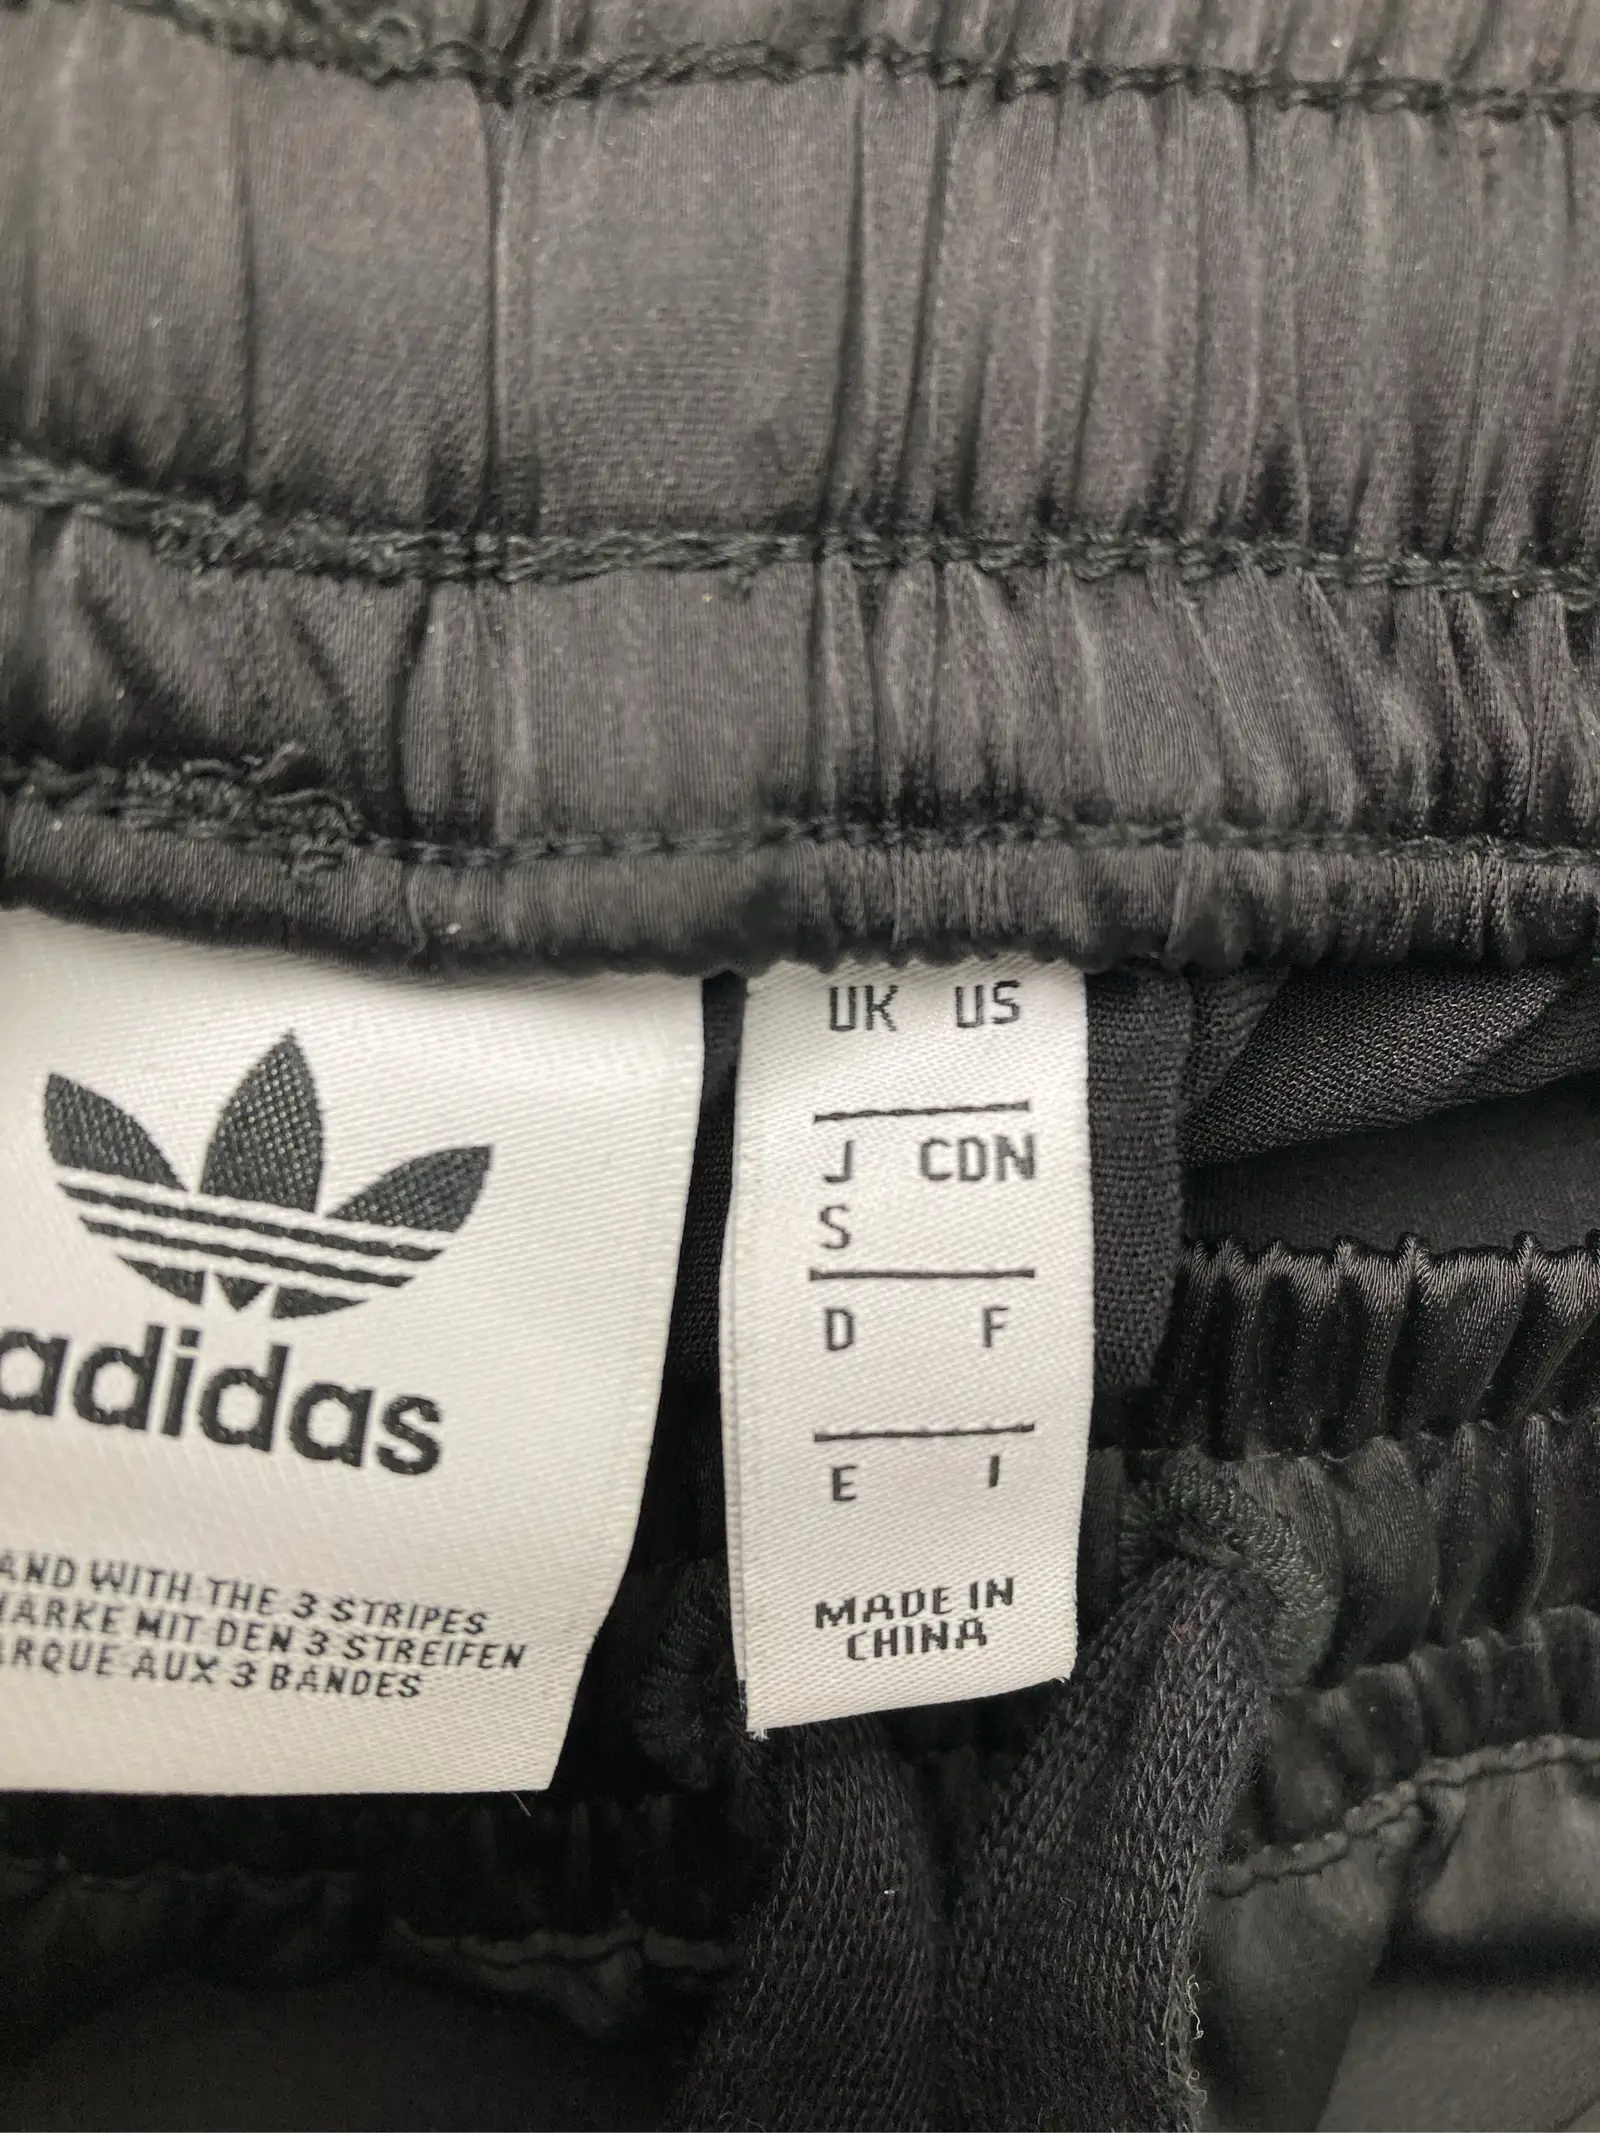 adidas
AND WITH THE 3 STRIPES
MARKE MIT DEN 3 STREIFEN
ARQUE AUX 3 BANDES
UK US
J CDN
S
D F
E I
MADE IN
CHINA